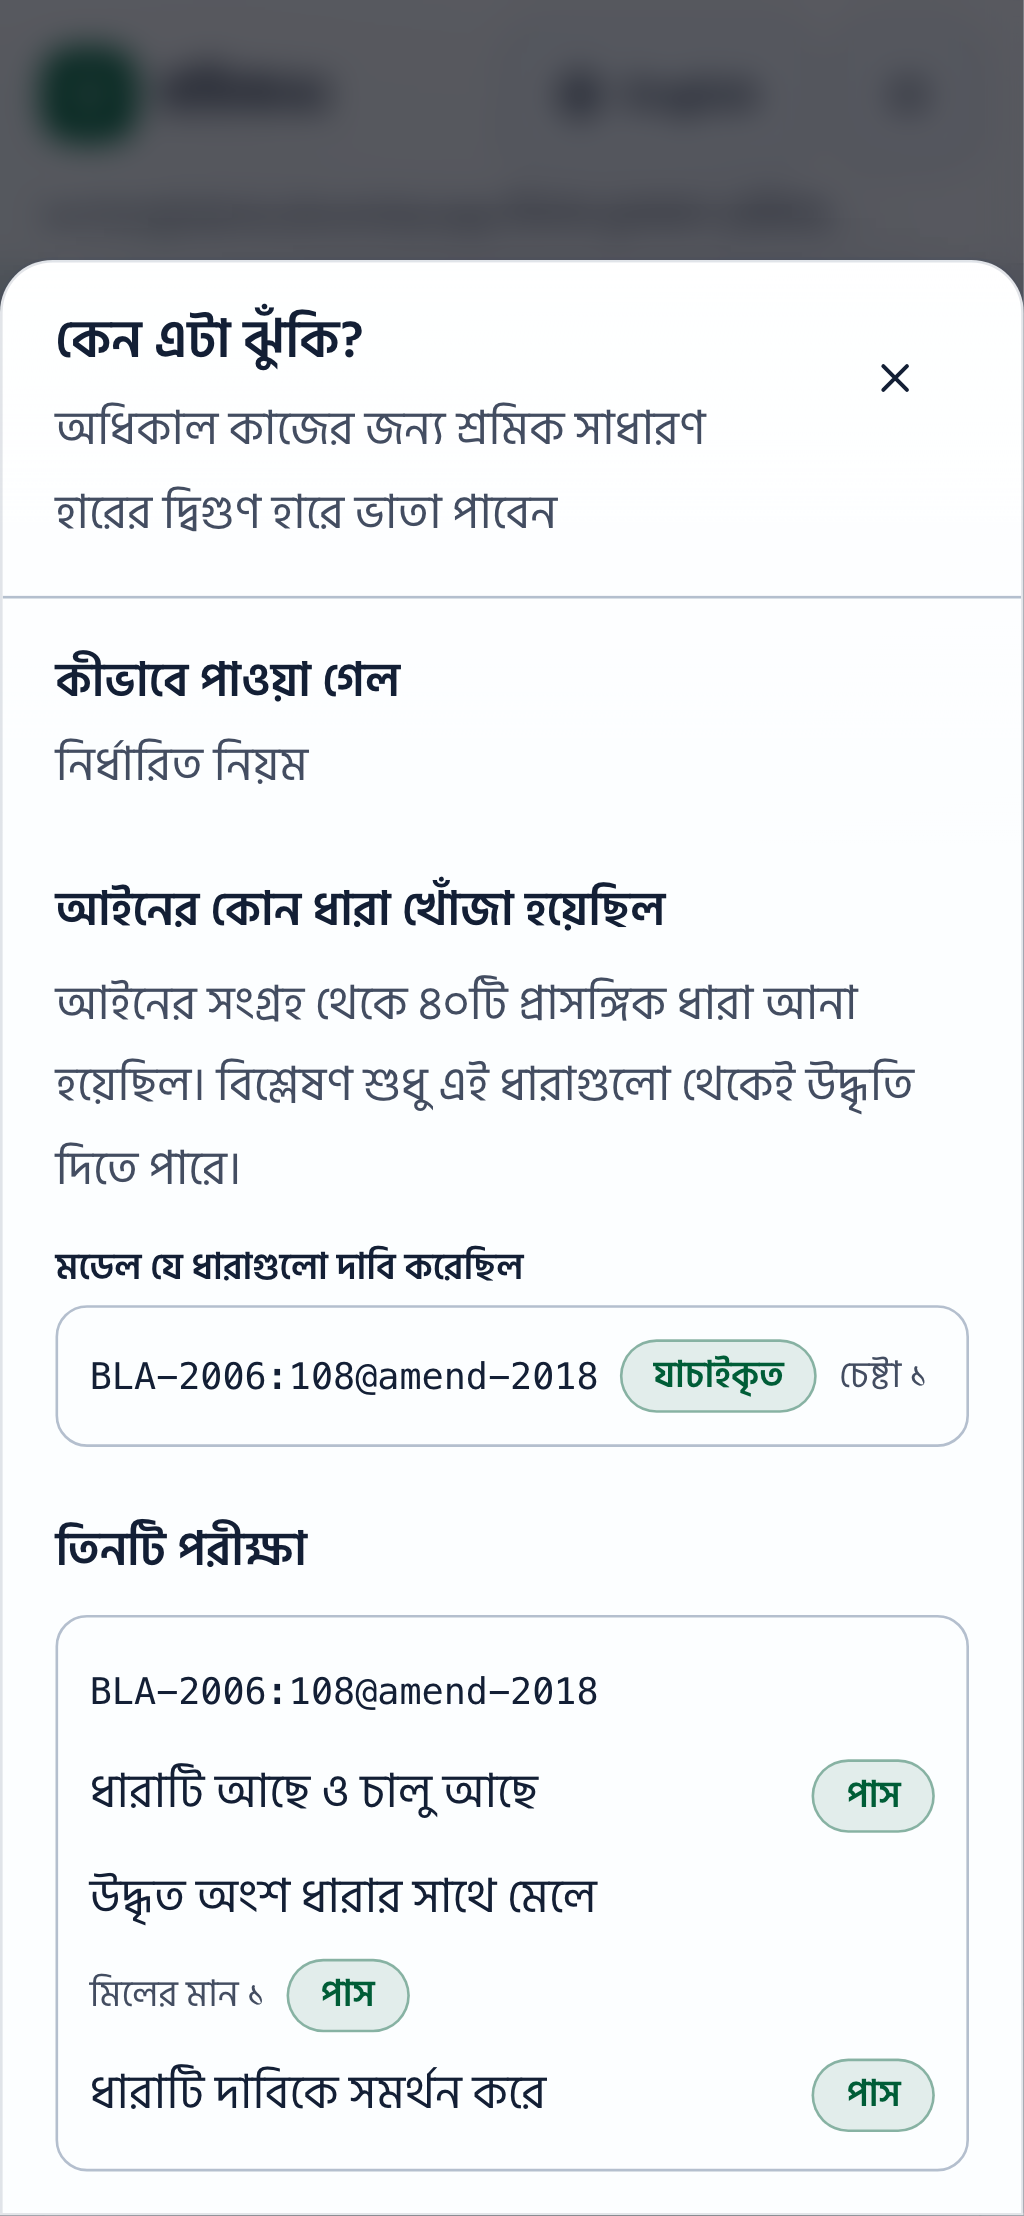 কেন এটা ঝুঁকি?
অধিকাল কাজের জন্য শ্রমিক সাধারণ
হারের দ্বিগুণ হারে ভাতা পাবেন
কীভাবে পাওয়া গেল
নির্ধারিত নিয়ম
আইনের কোন ধারা খোঁজা হয়েছিল
আইনের সংগ্রহ থেকে ৪০টি প্রাসঙ্গিক ধারা আনা
হয়েছিল। বিশ্লেষণ শুধু এই ধারাগুলো থেকেই উদ্ধৃতি
দিতে পারে।
মডেল যে ধারাগুলো দাবি করেছিল
BLA-2006:108@amend-2018 যাচাইকৃত চেষ্টা ১
তিনটি পরীক্ষা
BLA-2006:108@amend-2018
ধারাটি আছে ও চালু আছে পাস
উদ্ধৃত অংশ ধারার সাথে মেলে
মিলের মান ১ পাস
ধারাটি দাবিকে সমর্থন করে পাস